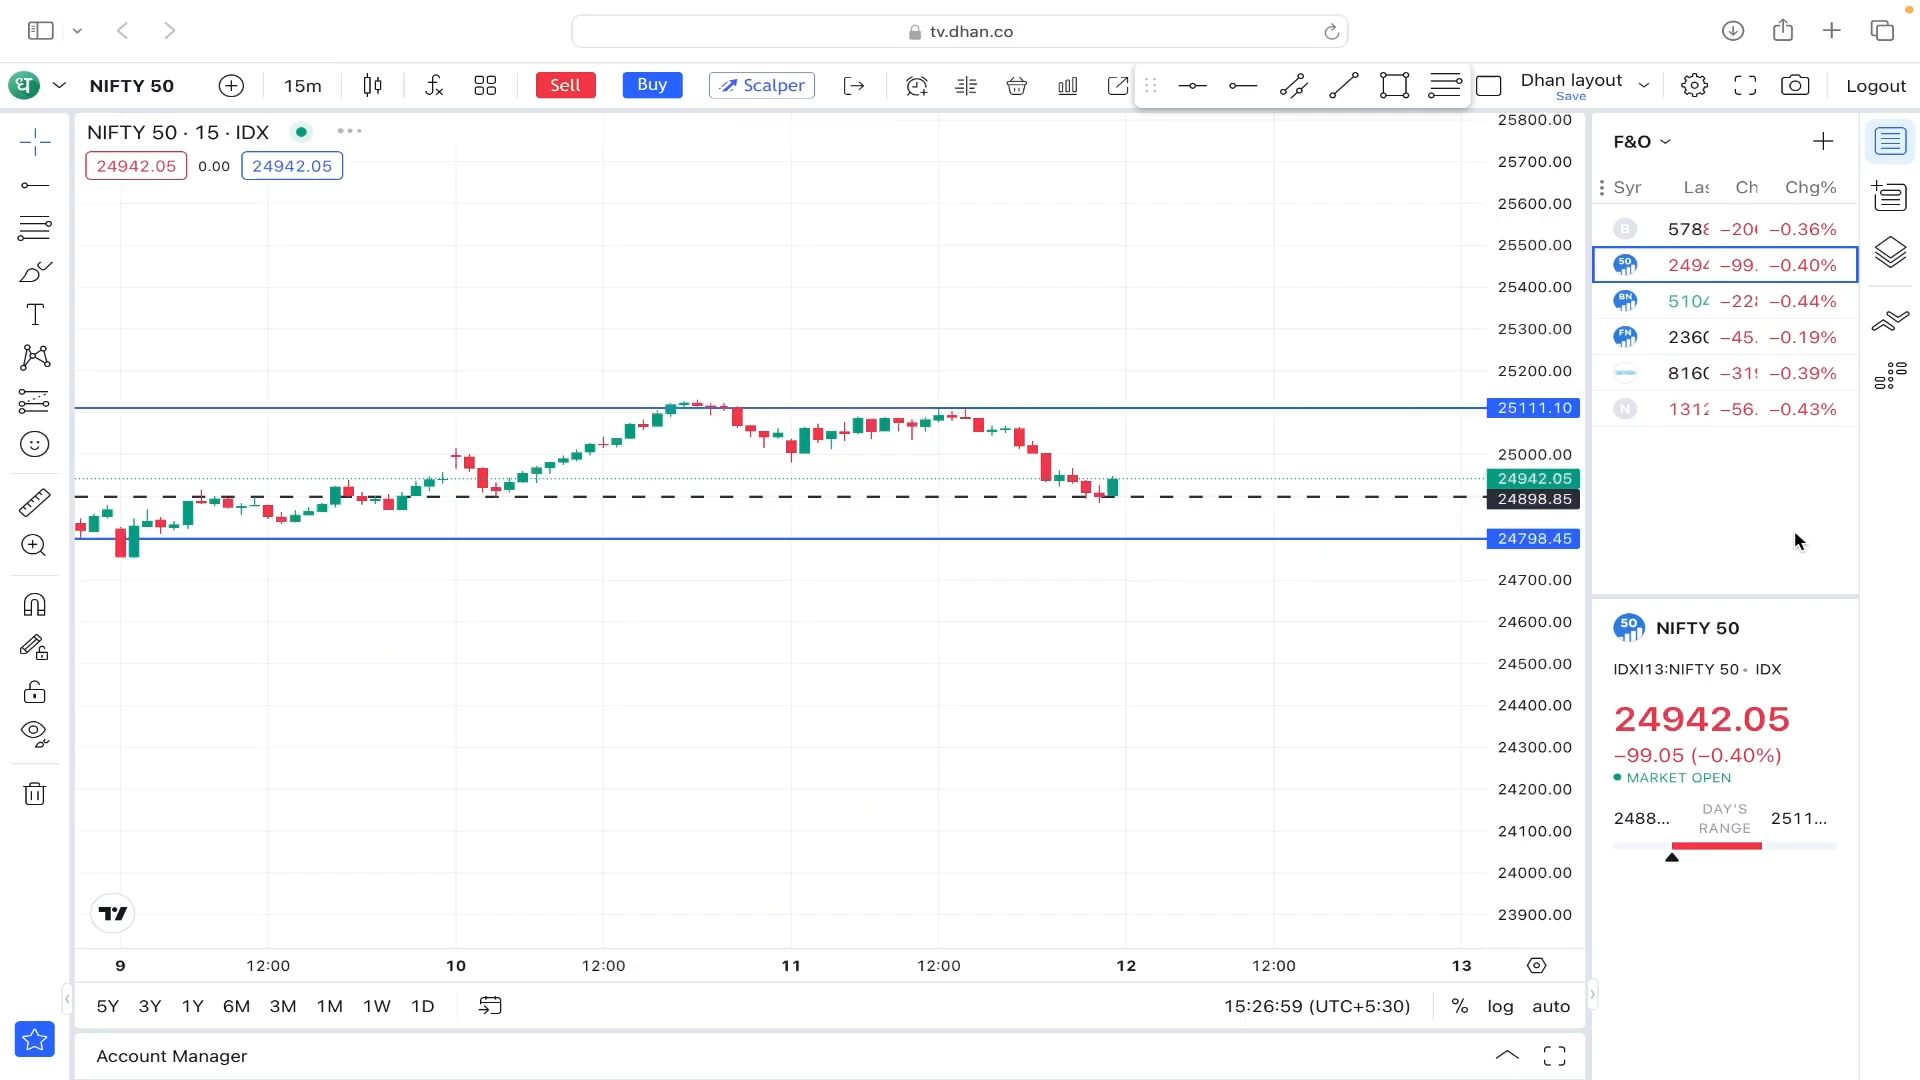 tv.dhan.co
ध NIFTY 50 15m Sell Buy Scalper Dhan layout Logout
Save
NIFTY 50 · 15 · IDX
24942.05 0.00 24942.05
25800.00
25700.00
25600.00
25500.00
25400.00
25300.00
25200.00
25111.10
25000.00
24942.05
24898.85
24798.45
24700.00
24600.00
24500.00
24400.00
24300.00
24200.00
24100.00
24000.00
23900.00
9 12:00 10 12:00 11 12:00 12 12:00 13
5Y 3Y 1Y 6M 3M 1M 1W 1D 15:26:59 (UTC+5:30) % log auto
Account Manager
F&O
Syr Las Ch Chg%
B 5788 −206 −0.36%
50 2494 −99. −0.40%
BN 5104 −228 −0.44%
FN 2360 −45. −0.19%
8160 −319 −0.39%
N 1312 −56. −0.43%
50 NIFTY 50
IDXI13:NIFTY 50 • IDX
24942.05
−99.05 (−0.40%)
MARKET OPEN
2488... DAY'S RANGE 2511...